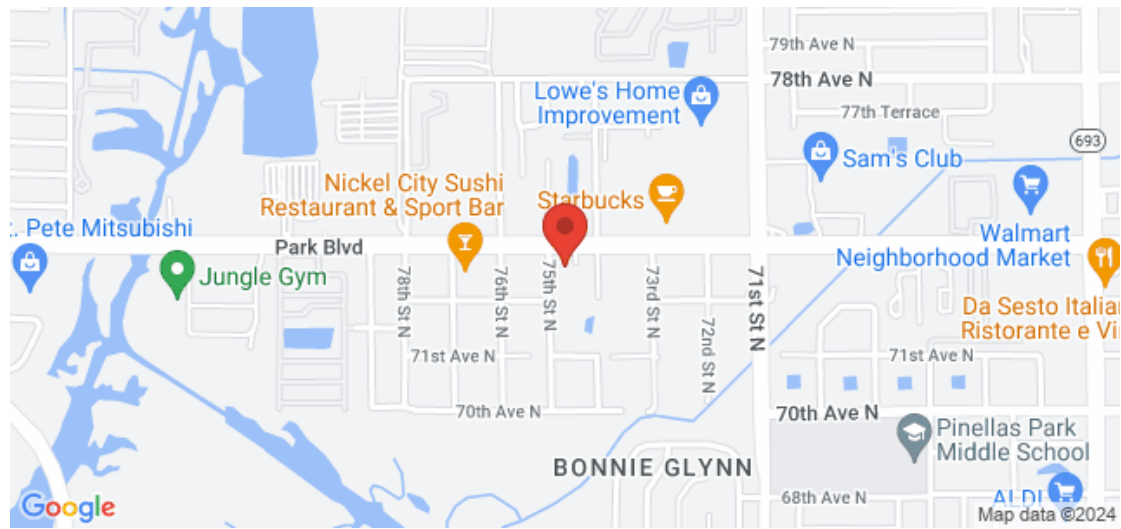 79th Ave N
78th Ave N
Lowe's Home
Improvement
77th Terrace
693
Sam's Club
Nickel City Sushi
Restaurant & Sport Bar
Starbucks
t. Pete Mitsubishi
Park Blvd
Walmart
Neighborhood Market
Jungle Gym
78th St N
76th St N
75th St N
73rd St N
72nd St N
71st St N
Da Sesto Italian
Ristorante e Vi
71st Ave N
71st Ave N
70th Ave N
70th Ave N
Pinellas Park
Middle School
BONNIE GLYNN
68th Ave N
ALDI
Google
Map data ©2024